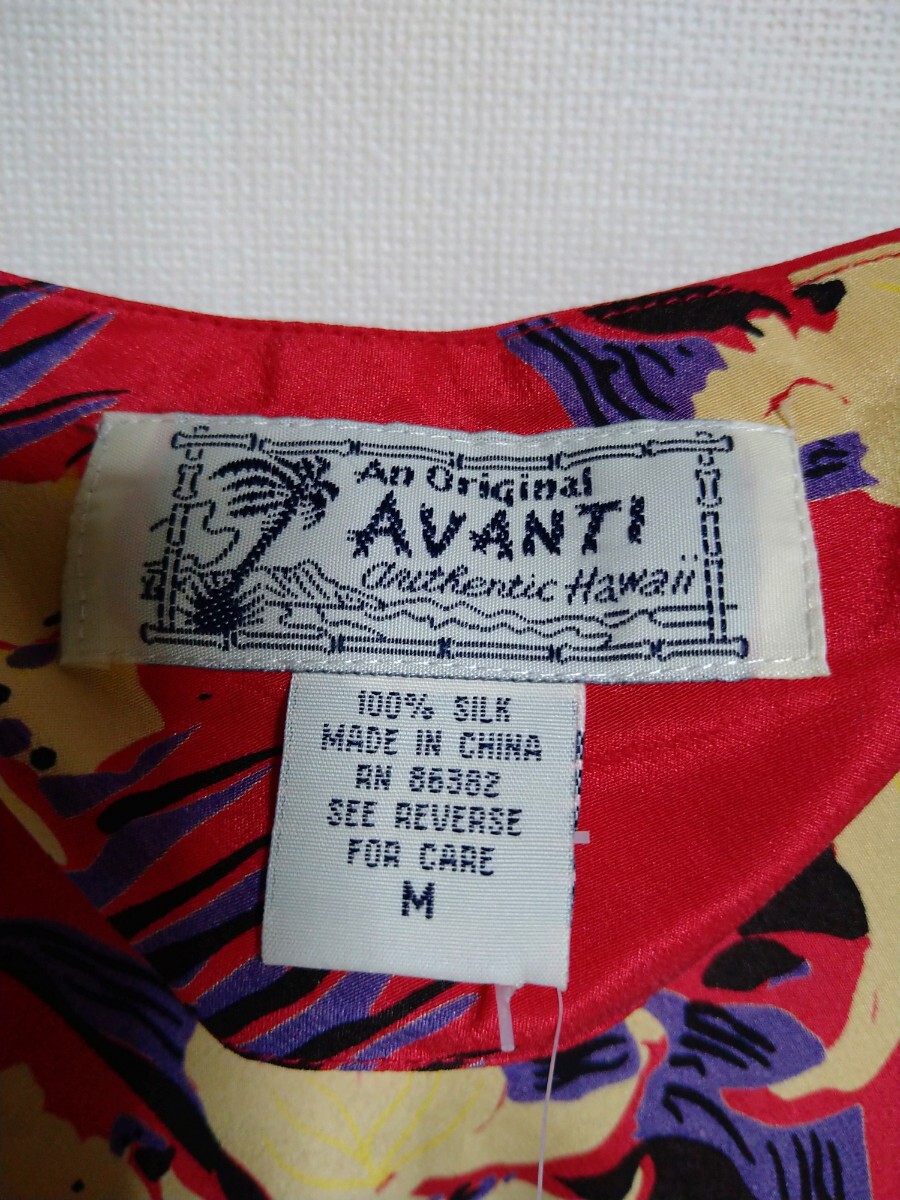 An Original
AVANTI
authentic Hawaii
100% SILK
MADE IN CHINA
RN 86382
SEE REVERSE
FOR CARE
M